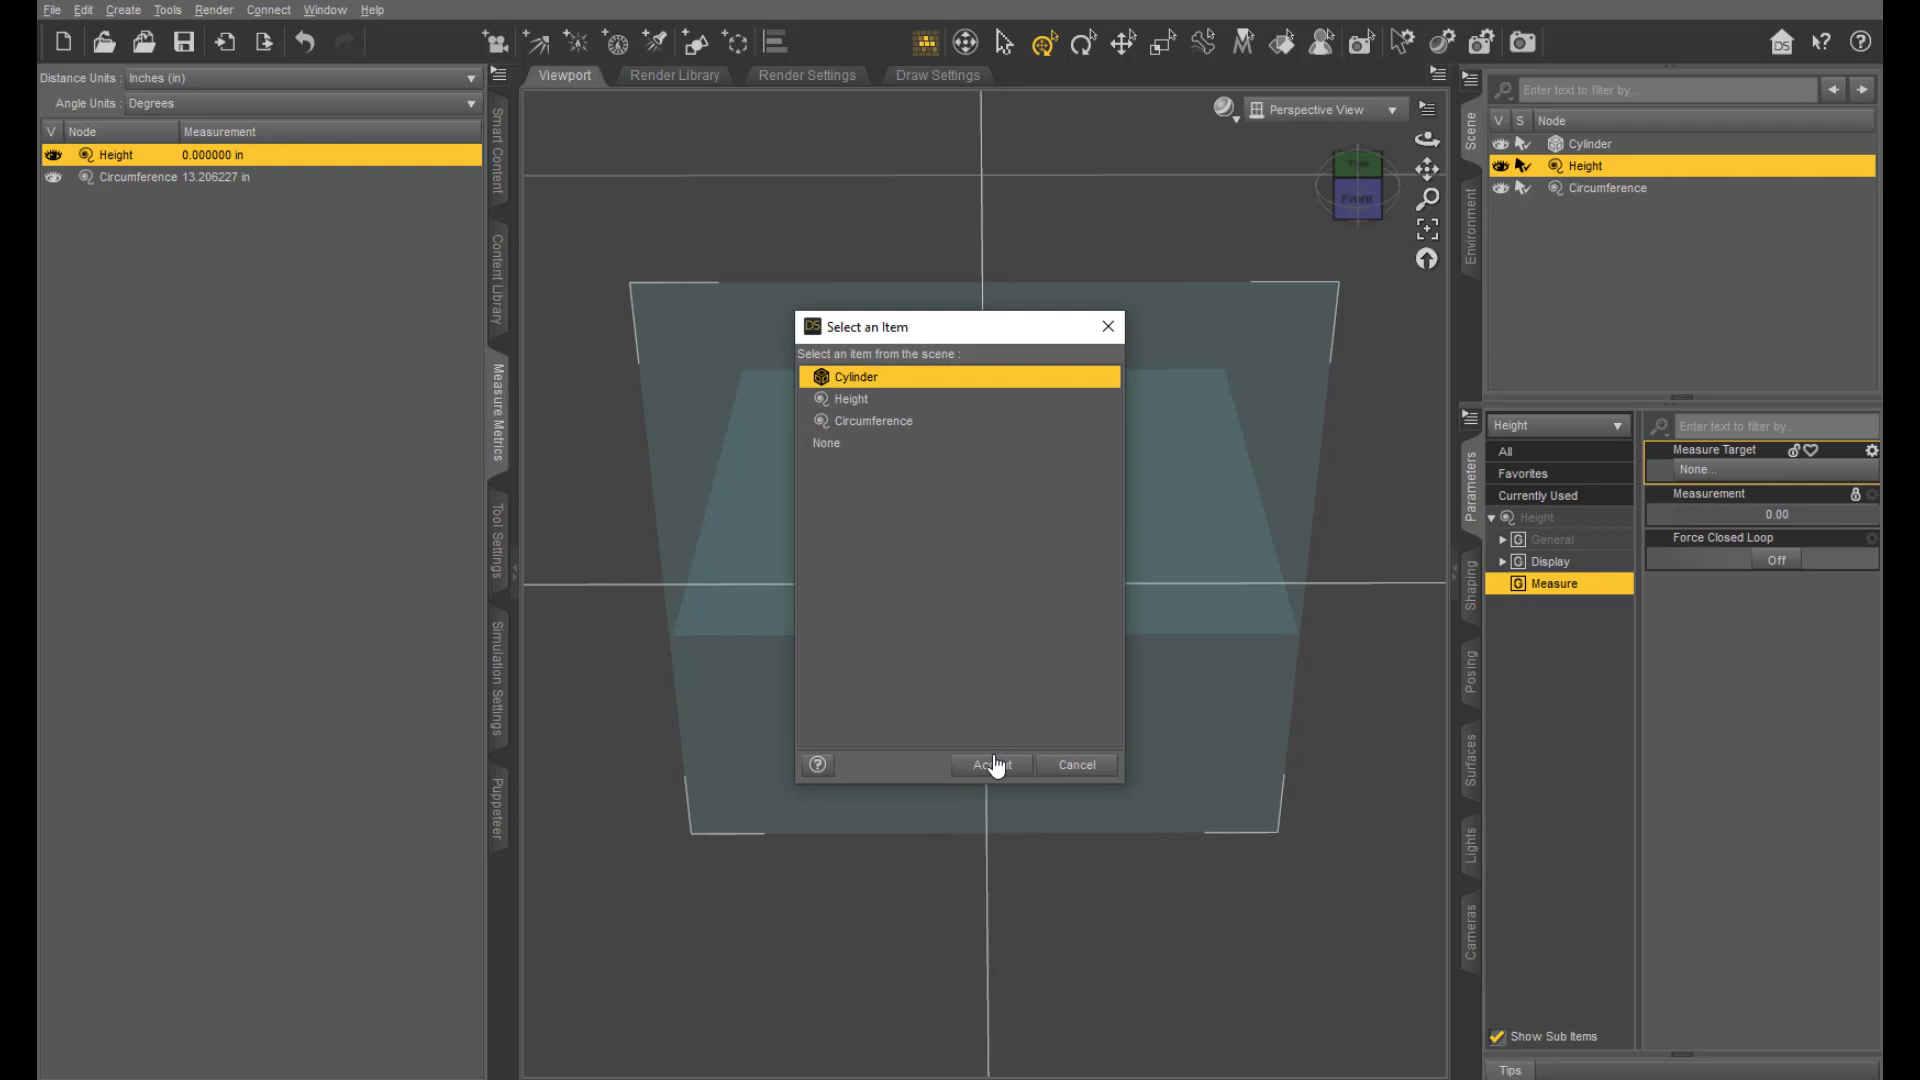 File Edit Create Tools Render Connect Window Help
Distance Units : Inches (in)
Angle Units : Degrees
V Node Measurement
Height 0.000000 in
Circumference 13.206227 in
Smart Content
Content Library
Measure Metrics
Tool Settings
Simulation Settings
Puppeteer
Viewport Render Library Render Settings Draw Settings
Perspective View
Front
DS Select an Item
Select an item from the scene :
Cylinder
Height
Circumference
None
Cancel
DS
Scene
Environment
Enter text to filter by...
V S Node
Cylinder
Height
Circumference
Parameters
Shaping
Posing
Surfaces
Lights
Cameras
Height
All
Favorites
Currently Used
Height
G General
G Display
G Measure
Show Sub Items
Enter text to filter by...
Measure Target
None...
Measurement
0.00
Force Closed Loop
Off
Tips